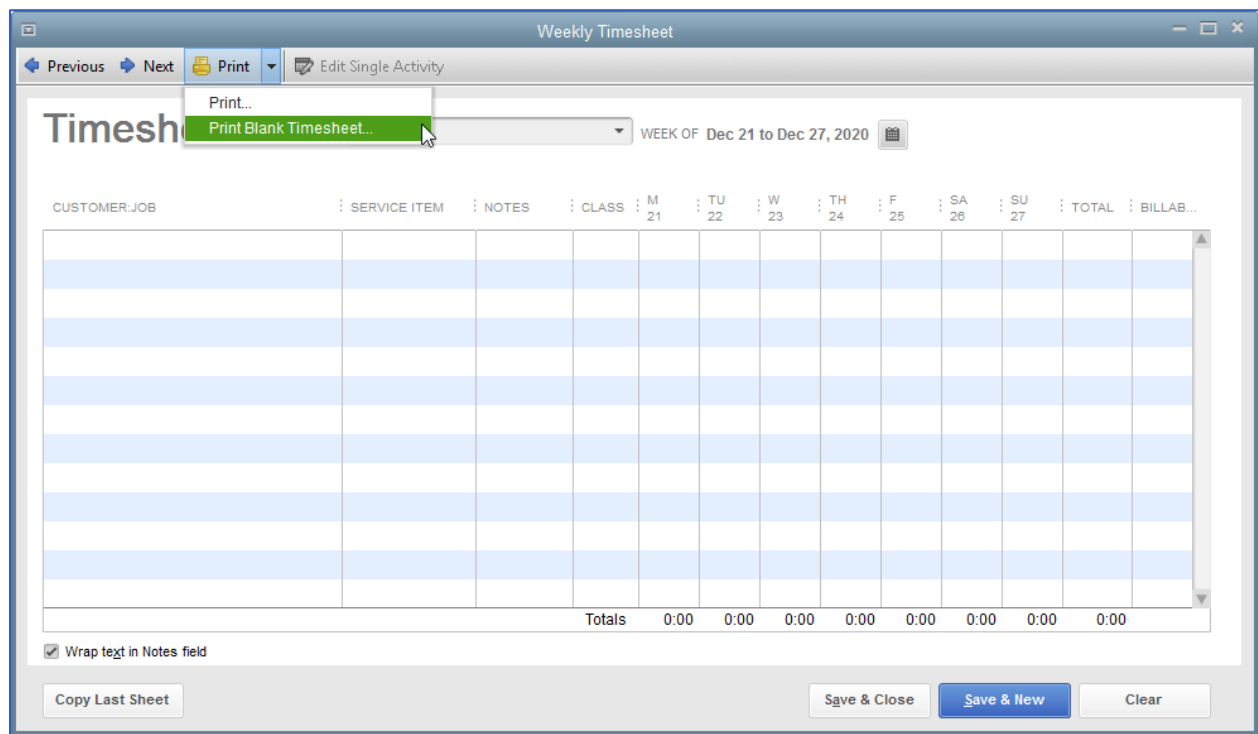 Weekly Timesheet
Previous Next Print Edit Single Activity
Print...
Print Blank Timesheet...
Timesh
WEEK OF Dec 21 to Dec 27, 2020
CUSTOMER:JOB SERVICE ITEM NOTES CLASS M 21 TU 22 W 23 TH 24 F 25 SA 26 SU 27 TOTAL BILLAB...
Totals 0:00 0:00 0:00 0:00 0:00 0:00 0:00 0:00
Wrap text in Notes field
Copy Last Sheet Save & Close Save & New Clear